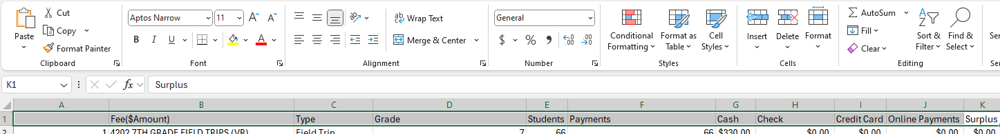 Cut
Copy
Format Painter
Paste
Clipboard
Aptos Narrow 11 A A
B I U A
Font
ab Wrap Text
Merge & Center
Alignment
General
$ % 9 .00 .0
Number
Conditional Formatting
Format as Table
Cell Styles
Styles
Insert
Delete
Format
Cells
AutoSum
Fill
Clear
Sort & Filter
Find & Select
Editing
K1 fx Surplus
A B C D E F G H I J K
1 Fee($Amount) Type Grade Students Payments Cash Check Credit Card Online Payments Surplus
2 1 4202 7TH GRADE FIELD TRIPS (VB) Field Trip 7 66 66 $330.00 $0.00 $0.00 $0.00 $0.00